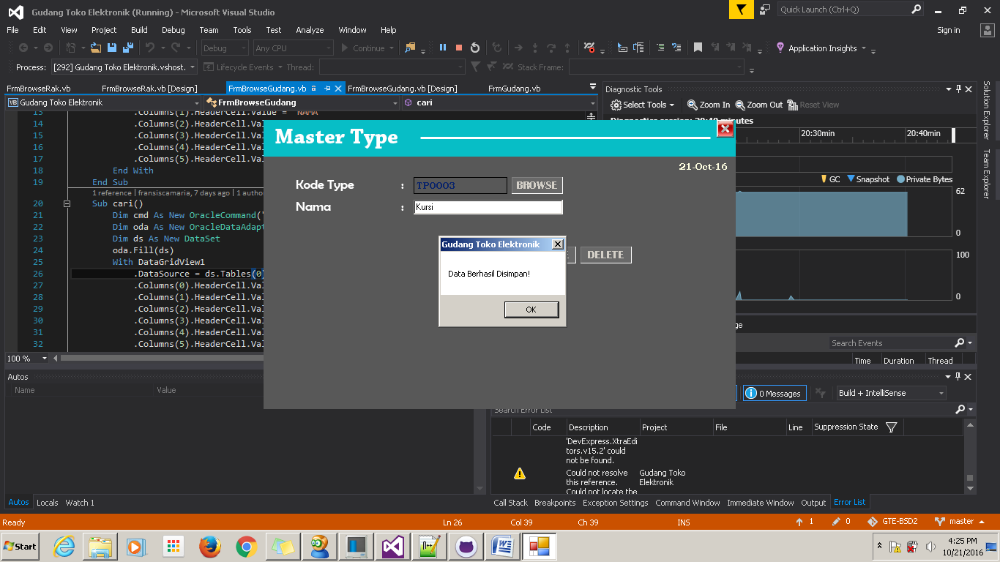 Gudang Toko Elektronik (Running) - Microsoft Visual Studio
Quick Launch (Ctrl+Q)
File Edit View Project Build Debug Team Tools Test Analyze Window Help
Sign in
Debug Any CPU Continue Application Insights
Process: [292] Gudang Toko Elektronik.vshost. Lifecycle Events Thread: Stack Frame:
FrmBrowseRak.vb FrmBrowseRak.vb [Design] FrmBrowseGudang.vb FrmBrowseGudang.vb [Design] FrmGudang.vb
Gudang Toko Elektronik FrmBrowseGudang cari
13 .Columns(1).HeaderCell.Value = "NAMA
14 .Columns(2).HeaderCell.Val
15 .Columns(3).HeaderCell.Val
16 .Columns(4).HeaderCell.Val
17 .Columns(5).HeaderCell.Val
18 End With
19 End Sub
1 reference | fransiscamaria, 7 days ago | 1 autho
20 Sub cari()
21 Dim cmd As New OracleCommand("
22 Dim oda As New OracleDataAdapt
23 Dim ds As New DataSet
24 oda.Fill(ds)
25 With DataGridView1
26 .DataSource = ds.Tables(0)
27 .Columns(0).HeaderCell.Val
28 .Columns(1).HeaderCell.Val
29 .Columns(2).HeaderCell.Val
30 .Columns(3).HeaderCell.Val
31 .Columns(4).HeaderCell.Val
32 .Columns(5).HeaderCell.Val
100 %
Master Type
21-Oct-16
Kode Type : TP0003 BROWSE
Nama : Kursi
DELETE
Gudang Toko Elektronik
Data Berhasil Disimpan!
OK
Diagnostic Tools
Select Tools Zoom In Zoom Out Reset View
Diagnostics session: 20:40 minutes
20:30min 20:40min
GC Snapshot Private Bytes
62
0
100
0
Search Events
Time Duration Thread
Solution Explorer
Team Explorer
Autos
Name Value
0 Messages Build + IntelliSense
Search Error List
Code Description Project File Line Suppression State
'DevExpress.XtraEdi
tors.v15.2' could
not be found.
Could not resolve Gudang Toko
this reference. Elektronik
Could not locate the
Autos Locals Watch 1
Call Stack Breakpoints Exception Settings Command Window Immediate Window Output Error List
Ready Ln 26 Col 39 Ch 39 INS 1 0 GTE-BSD2 master
Start
4:25 PM
10/21/2016